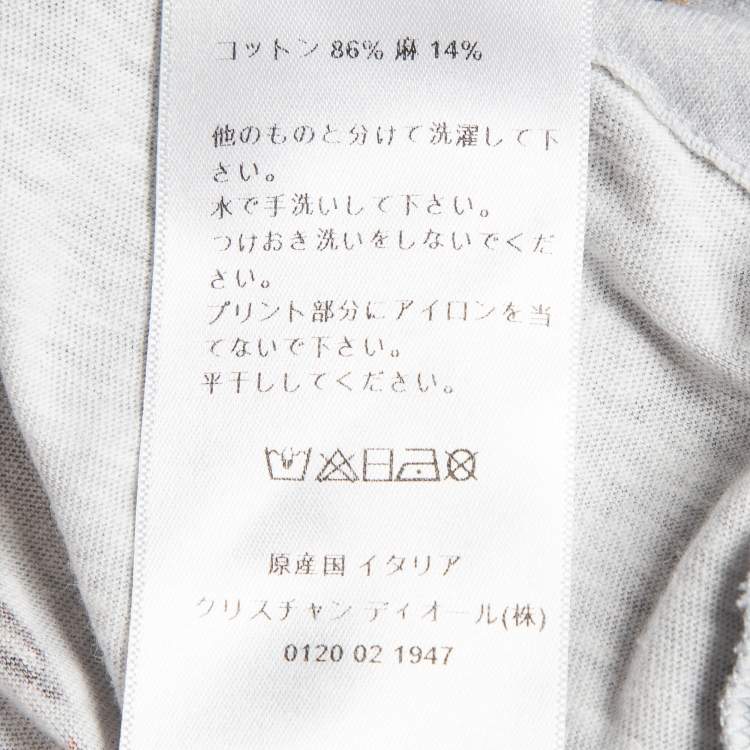 コットン 86% 麻 14%
他のものと分けて洗濯して下
さい。
水で手洗いして下さい。
つけおき洗いをしないでくだ
さい。
プリント部分にアイロンを当
てないで下さい。
平干ししてください。
原産国 イタリア
クリスチャン ディオール(株)
0120 02 1947